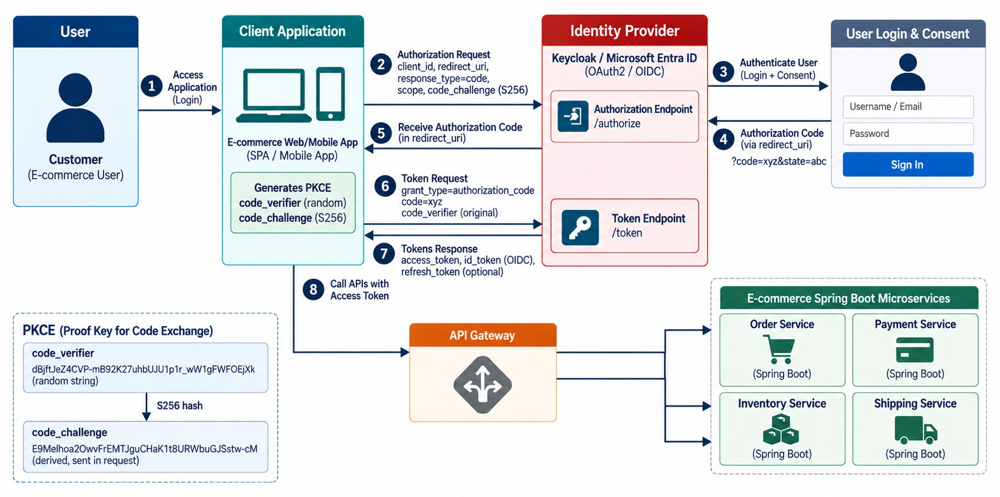 User
Customer
(E-commerce User)
1
Access
Application
(Login)
Client Application
E-commerce Web/Mobile App
(SPA / Mobile App)
Generates PKCE
code_verifier (random)
code_challenge (S256)
2
Authorization Request
client_id, redirect_uri,
response_type=code,
scope, code_challenge (S256)
5
Receive Authorization Code
(in redirect_uri)
6
Token Request
grant_type=authorization_code
code=xyz
code_verifier (original)
7
Tokens Response
access_token, id_token (OIDC),
refresh_token (optional)
Identity Provider
Keycloak / Microsoft Entra ID
(OAuth2 / OIDC)
Authorization Endpoint
/authorize
Token Endpoint
/token
3
Authenticate User
(Login + Consent)
4
Authorization Code
(via redirect_uri)
?code=xyz&state=abc
User Login & Consent
Username / Email
Password
Sign In
8
Call APIs with
Access Token
PKCE (Proof Key for Code Exchange)
code_verifier
dBjftJeZ4CVP-mB92K27uhbUJU1p1r_wW1gFWFOEjXk
(random string)
S256 hash
code_challenge
E9Melhoa2OwvFrEMTJguCHaK1t8URWbuGJSstw-cM
(derived, sent in request)
API Gateway
E-commerce Spring Boot Microservices
Order Service
(Spring Boot)
Payment Service
(Spring Boot)
Inventory Service
(Spring Boot)
Shipping Service
(Spring Boot)